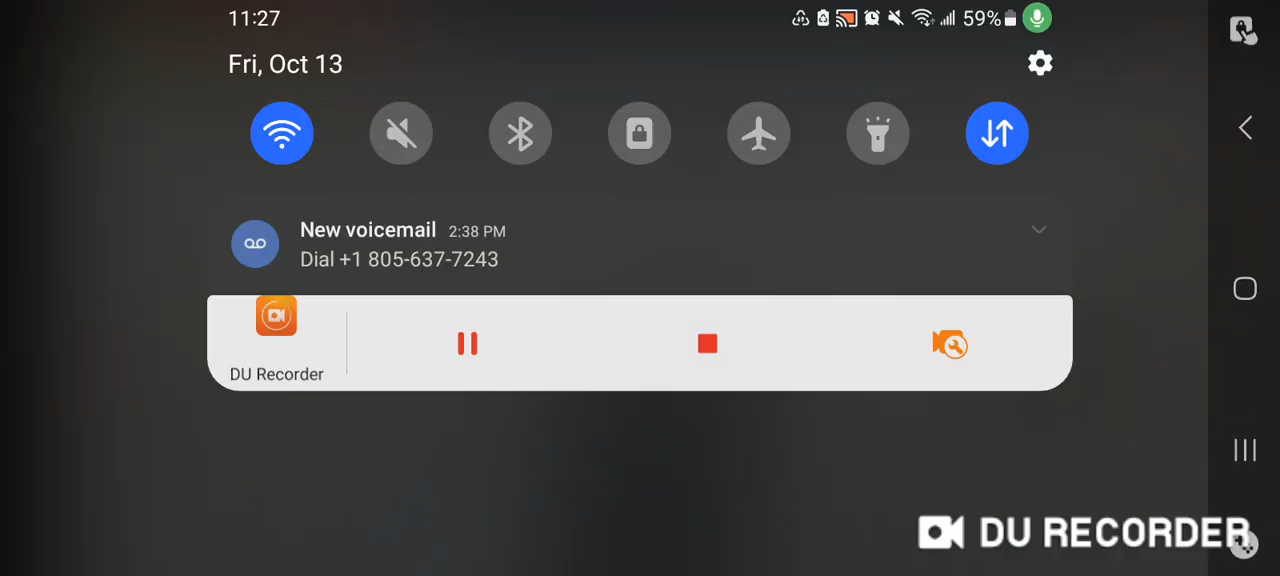 11:27
59%
Fri, Oct 13
New voicemail 2:38 PM
Dial +1 805-637-7243
DU Recorder
DU RECORDER